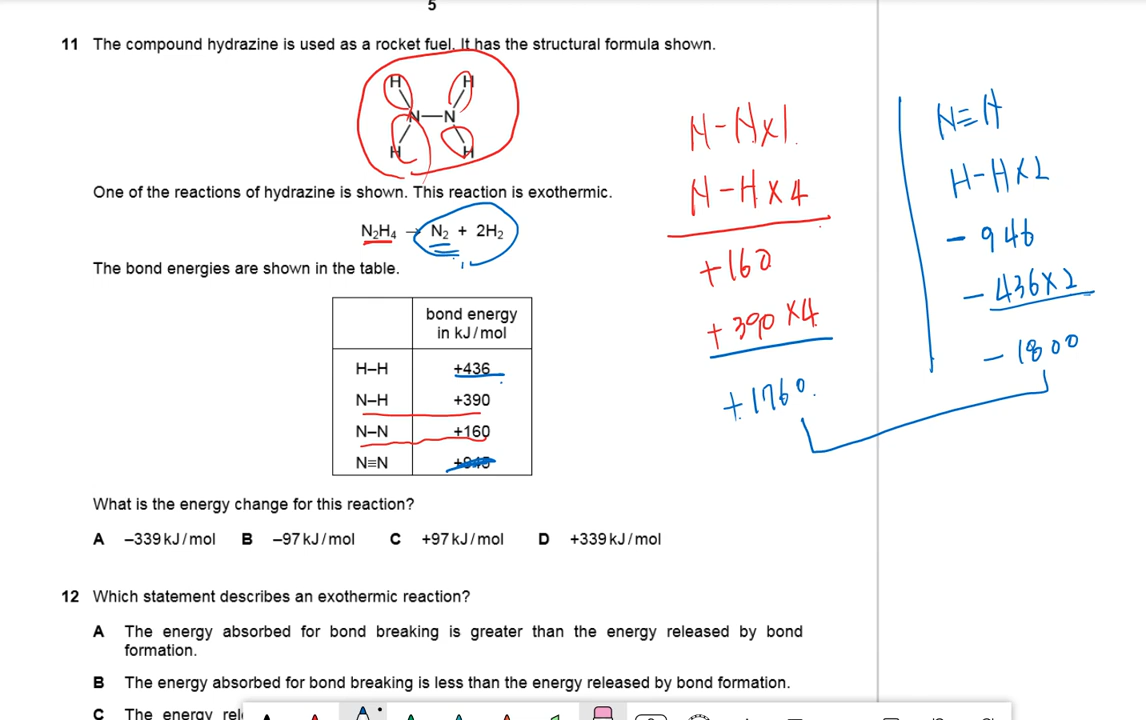 5
11 The compound hydrazine is used as a rocket fuel. It has the structural formula shown.
H H
N—N
H H
One of the reactions of hydrazine is shown. This reaction is exothermic.
N₂H₄ → N₂ + 2H₂
The bond energies are shown in the table.
bond energy
in kJ/mol
H–H +436
N–H +390
N–N +160
N≡N
What is the energy change for this reaction?
A –339 kJ/mol B –97 kJ/mol C +97 kJ/mol D +339 kJ/mol
12 Which statement describes an exothermic reaction?
A The energy absorbed for bond breaking is greater than the energy released by bond
formation.
B The energy absorbed for bond breaking is less than the energy released by bond formation.
C The energy
N-N×1
N-H×4
+160
+390×4
+1760.
N≡N
H-H×2
-946
-436×2
-1800